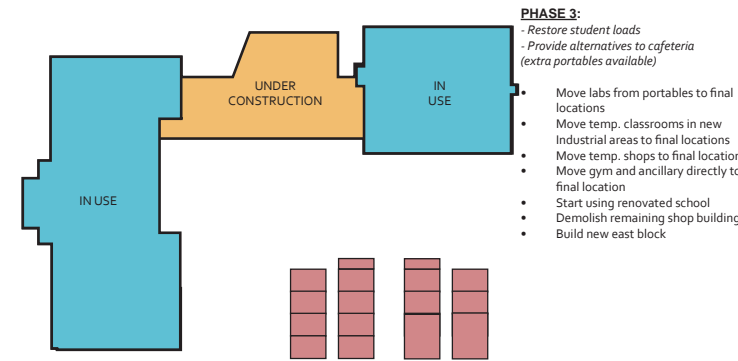 PHASE 3:
- Restore student loads
- Provide alternatives to cafeteria
(extra portables available)
UNDER
CONSTRUCTION
IN
USE
IN USE
• Move labs from portables to final
locations
• Move temp. classrooms in new
Industrial areas to final locations
• Move temp. shops to final location
• Move gym and ancillary directly to
final location
• Start using renovated school
• Demolish remaining shop building
• Build new east block